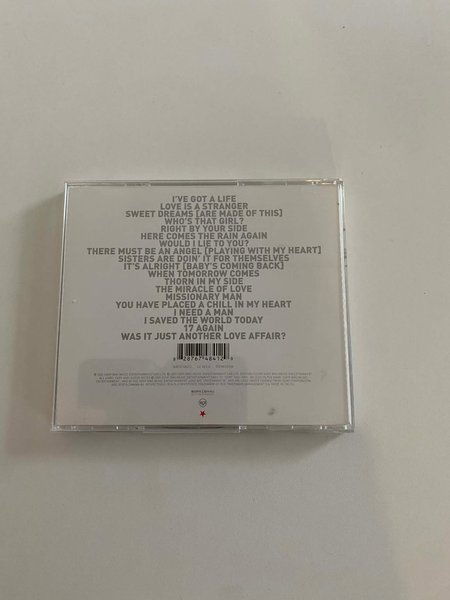 I'VE GOT A LIFE
LOVE IS A STRANGER
SWEET DREAMS [ARE MADE OF THIS]
WHO'S THAT GIRL?
RIGHT BY YOUR SIDE
HERE COMES THE RAIN AGAIN
WOULD I LIE TO YOU?
THERE MUST BE AN ANGEL [PLAYING WITH MY HEART]
SISTERS ARE DOIN' IT FOR THEMSELVES
IT'S ALRIGHT [BABY'S COMING BACK]
WHEN TOMORROW COMES
THORN IN MY SIDE
THE MIRACLE OF LOVE
MISSIONARY MAN
YOU HAVE PLACED A CHILL IN MY HEART
I NEED A MAN
I SAVED THE WORLD TODAY
17 AGAIN
WAS IT JUST ANOTHER LOVE AFFAIR?